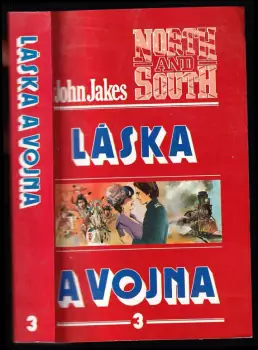 LÁSKA A VOJNA
3
NORTH
AND
SOUTH
John Jakes
LÁSKA
A VOJNA
3